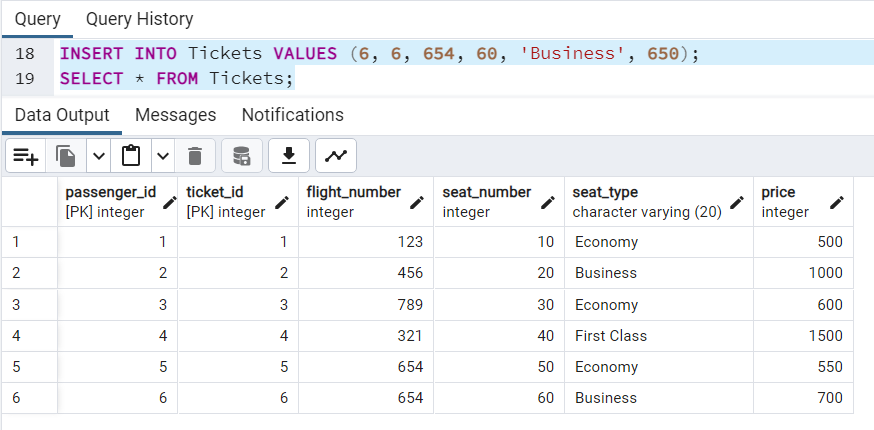 Query Query History
18 INSERT INTO Tickets VALUES (6, 6, 654, 60, 'Business', 650);
19 SELECT * FROM Tickets;
Data Output Messages Notifications
passenger_id ticket_id flight_number seat_number seat_type price
[PK] integer [PK] integer integer integer character varying (20) integer
1 1 1 123 10 Economy 500
2 2 2 456 20 Business 1000
3 3 3 789 30 Economy 600
4 4 4 321 40 First Class 1500
5 5 5 654 50 Economy 550
6 6 6 654 60 Business 700